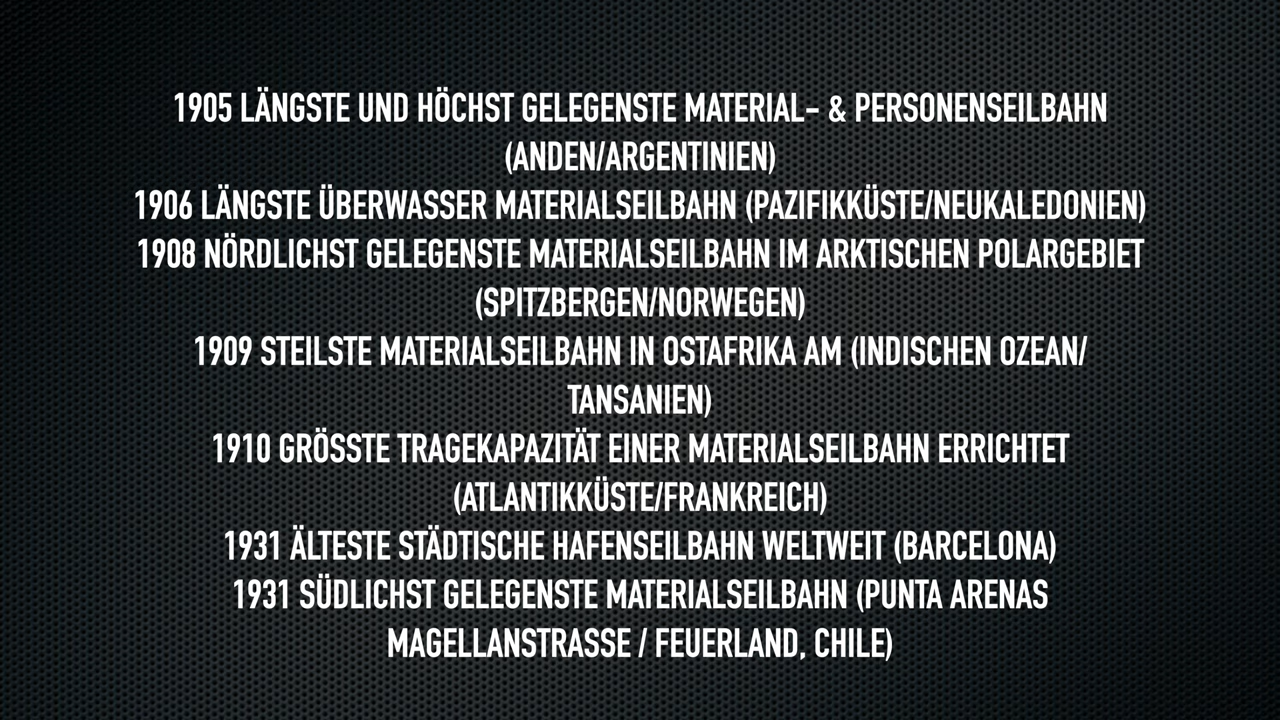 1905 LÄNGSTE UND HÖCHST GELEGENSTE MATERIAL- & PERSONENSEILBAHN
(ANDEN/ARGENTINIEN)
1906 LÄNGSTE ÜBERWASSER MATERIALSEILBAHN (PAZIFIKKÜSTE/NEUKALEDONIEN)
1908 NÖRDLICHST GELEGENSTE MATERIALSEILBAHN IM ARKTISCHEN POLARGEBIET
(SPITZBERGEN/NORWEGEN)
1909 STEILSTE MATERIALSEILBAHN IN OSTAFRIKA AM (INDISCHEN OZEAN/
TANSANIEN)
1910 GRÖSSTE TRAGEKAPAZITÄT EINER MATERIALSEILBAHN ERRICHTET
(ATLANTIKKÜSTE/FRANKREICH)
1931 ÄLTESTE STÄDTISCHE HAFENSEILBAHN WELTWEIT (BARCELONA)
1931 SÜDLICHST GELEGENSTE MATERIALSEILBAHN (PUNTA ARENAS
MAGELLANSTRASSE / FEUERLAND, CHILE)